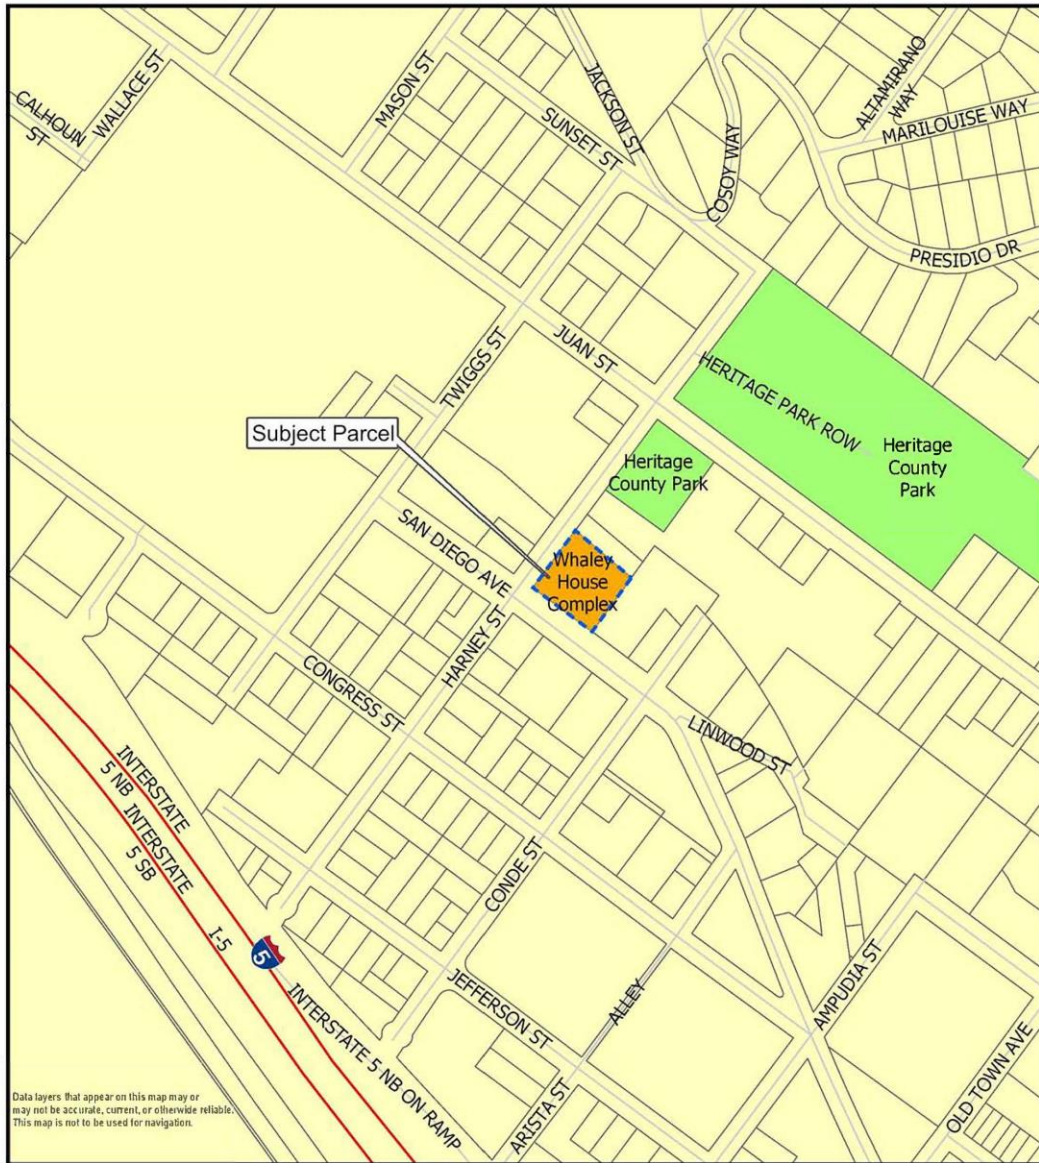 CALHOUN
ST
WALLACE ST
MASON ST
SUNSET ST
JACKSON ST
COSOY WAY
ALTAMIRANO
WAY
MARILOUISE WAY
PRESIDIO DR
TWIGGS ST
JUAN ST
HERITAGE PARK ROW
Heritage
County
Park
Subject Parcel
Heritage
County Park
SAN DIEGO AVE
Whaley
House
Complex
HARNEY ST
CONGRESS ST
LINWOOD ST
INTERSTATE
5 NB
INTERSTATE
5 SB
I-5
5
CONDE ST
JEFFERSON ST
INTERSTATE 5 NB ON RAMP
ALLEY
ARISTA ST
AMPUDIA ST
OLD TOWN AVE
Data layers that appear on this map may or
may not be accurate, current, or otherwide reliable.
This map is not to be used for navigation.